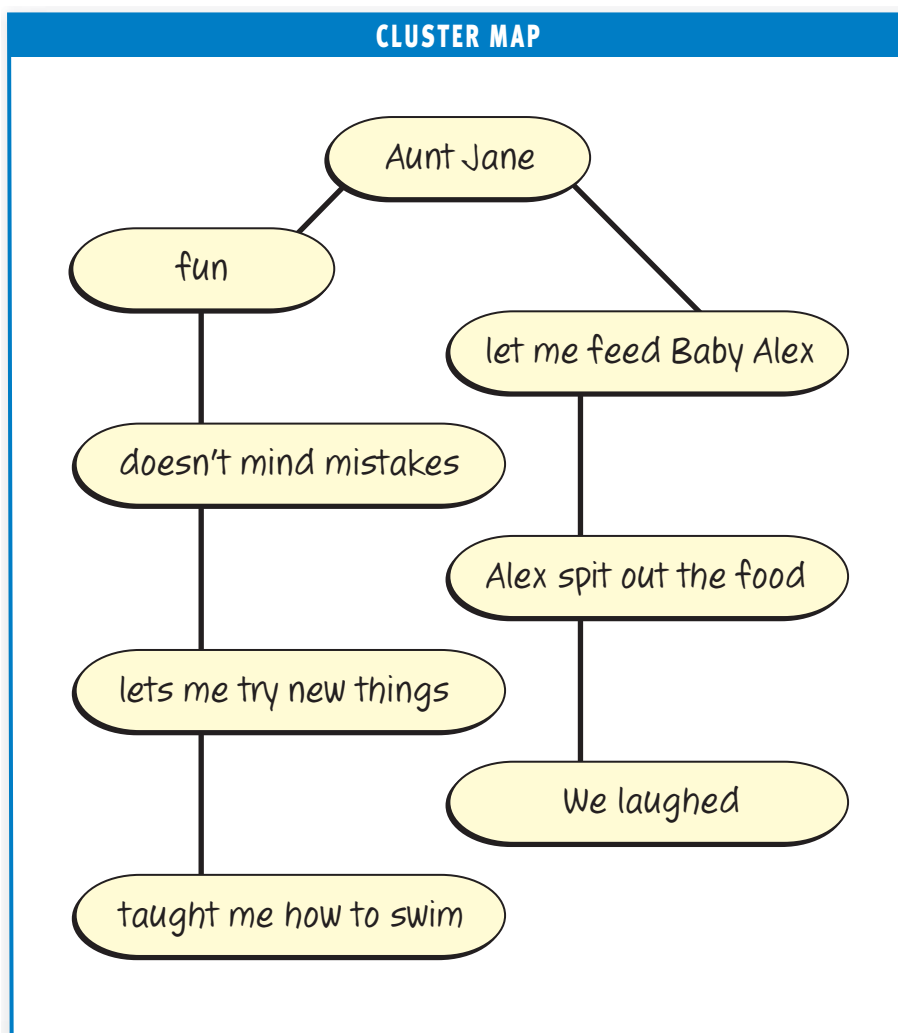 CLUSTER MAP
Aunt Jane
fun
doesn't mind mistakes
lets me try new things
taught me how to swim
let me feed Baby Alex
Alex spit out the food
We laughed